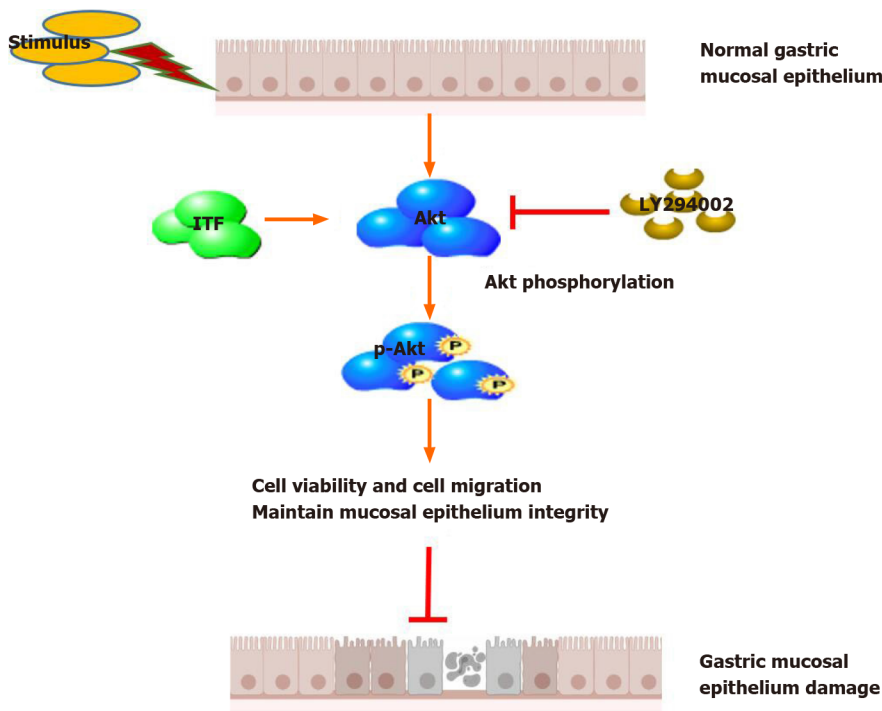 Stimulus
Normal gastric
mucosal epithelium
ITF
Akt
LY294002
Akt phosphorylation
p-Akt
P
P
P
Cell viability and cell migration
Maintain mucosal epithelium integrity
Gastric mucosal
epithelium damage